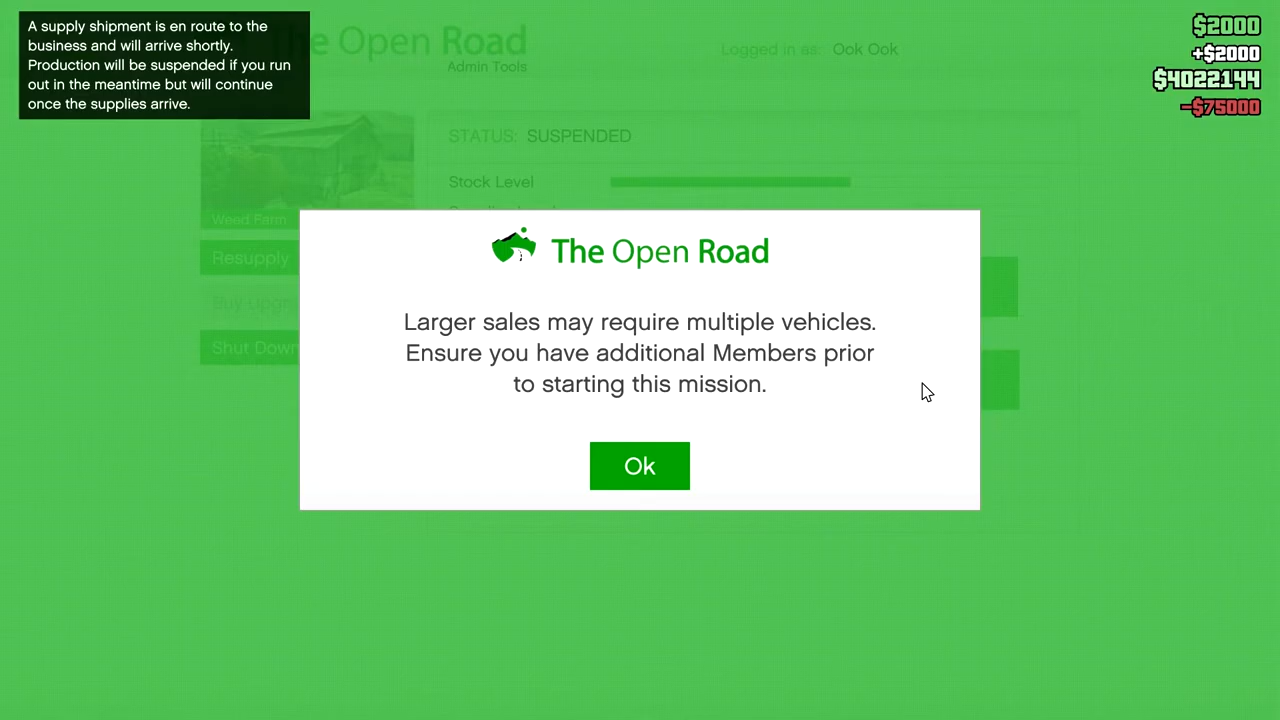 A supply shipment is en route to the
business and will arrive shortly.
Production will be suspended if you run
out in the meantime but will continue
once the supplies arrive.
The Open Road
Admin Tools
Logged in as: Ook Ook
$2000
+$2000
$4022144
-$75000
STATUS: SUSPENDED
Stock Level
Weed Farm
Resupply
Buy Upgr
Shut Down
The Open Road
Larger sales may require multiple vehicles.
Ensure you have additional Members prior
to starting this mission.
Ok